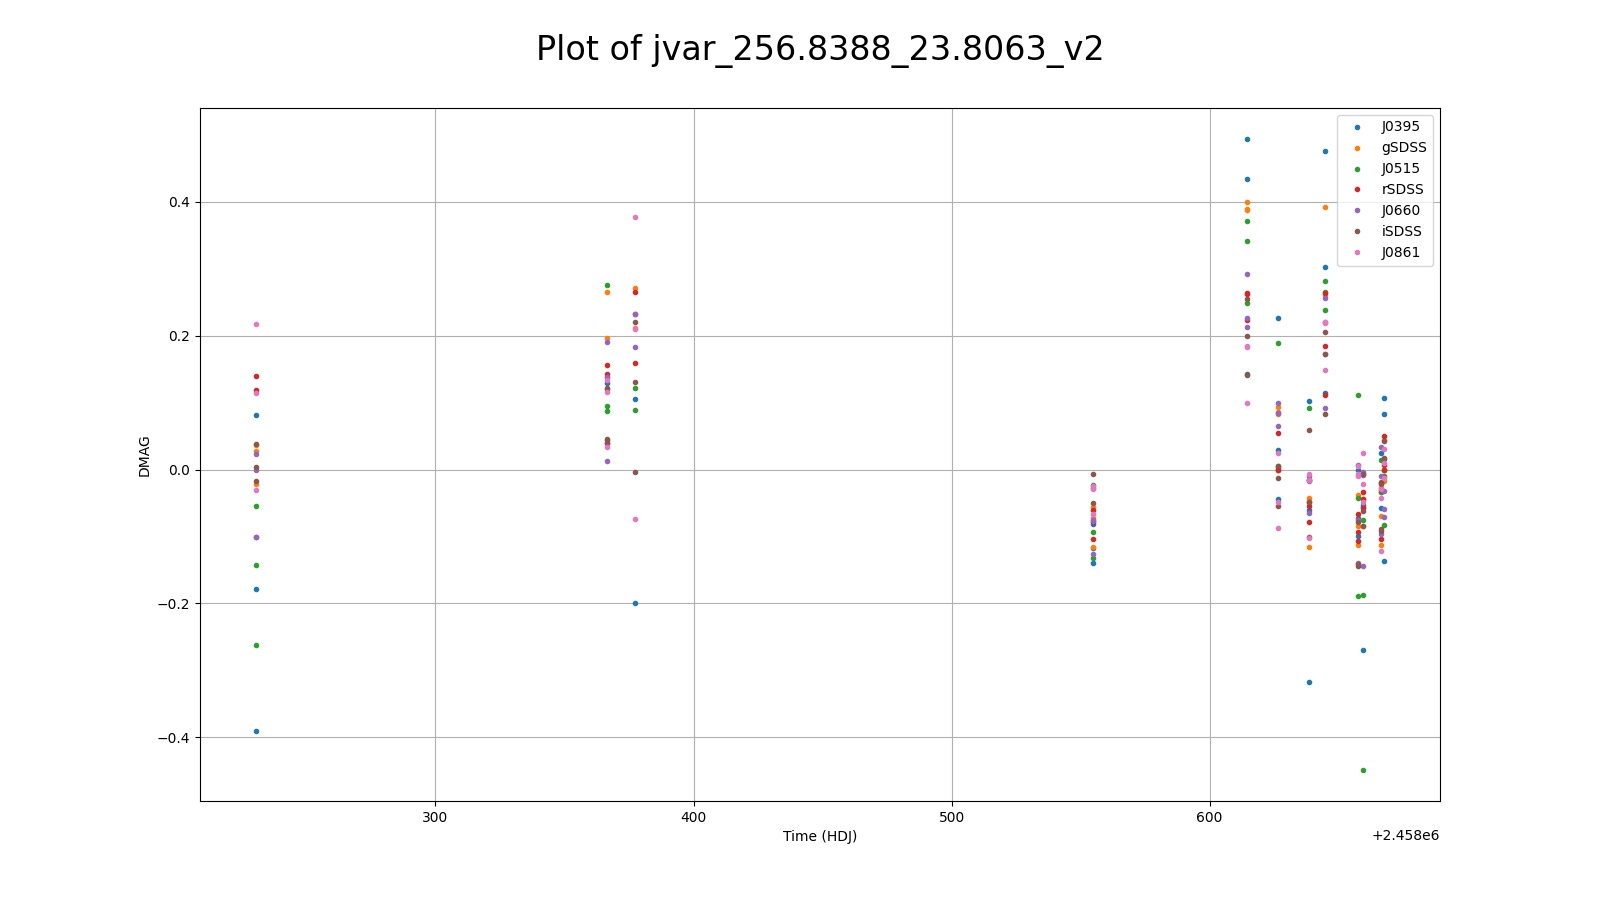 Plot of jvar_256.8388_23.8063_v2
J0395
gSDSS
J0515
rSDSS
J0660
iSDSS
J0861
DMAG
0.4
0.2
0.0
−0.2
−0.4
300
400
500
600
Time (HDJ)
+2.458e6